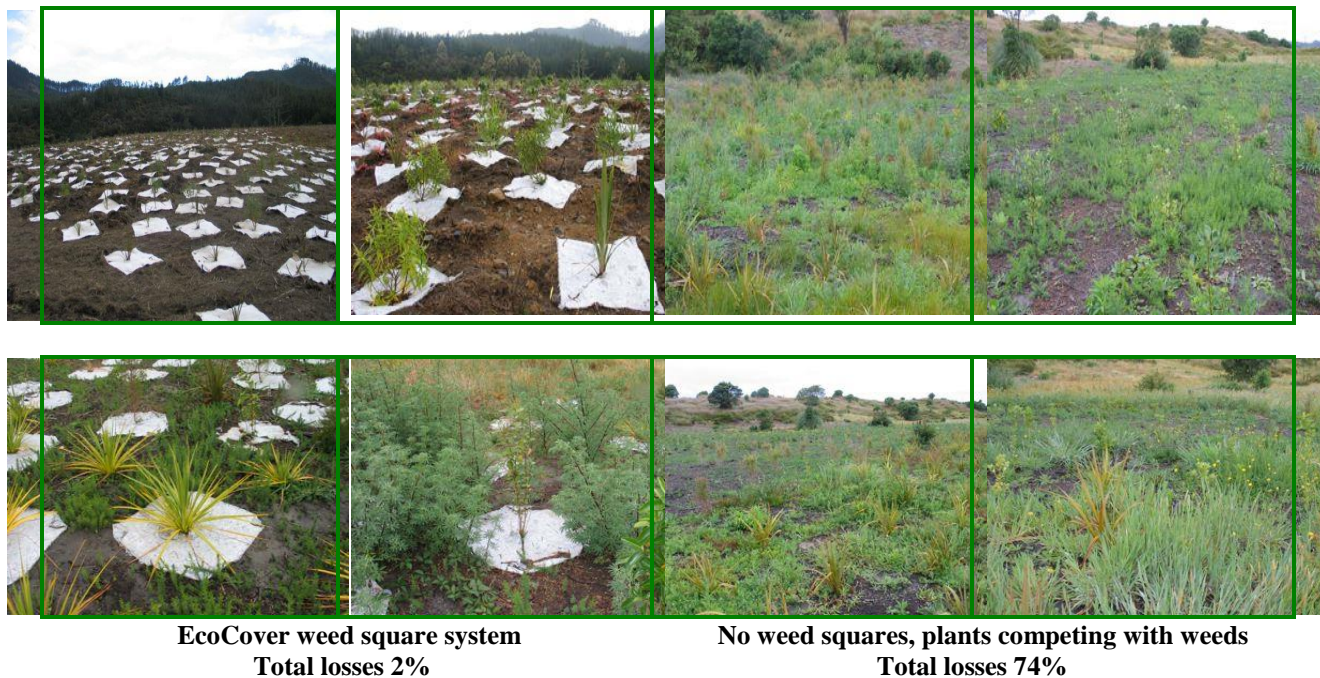 EcoCover weed square system
Total losses 2%
No weed squares, plants competing with weeds
Total losses 74%